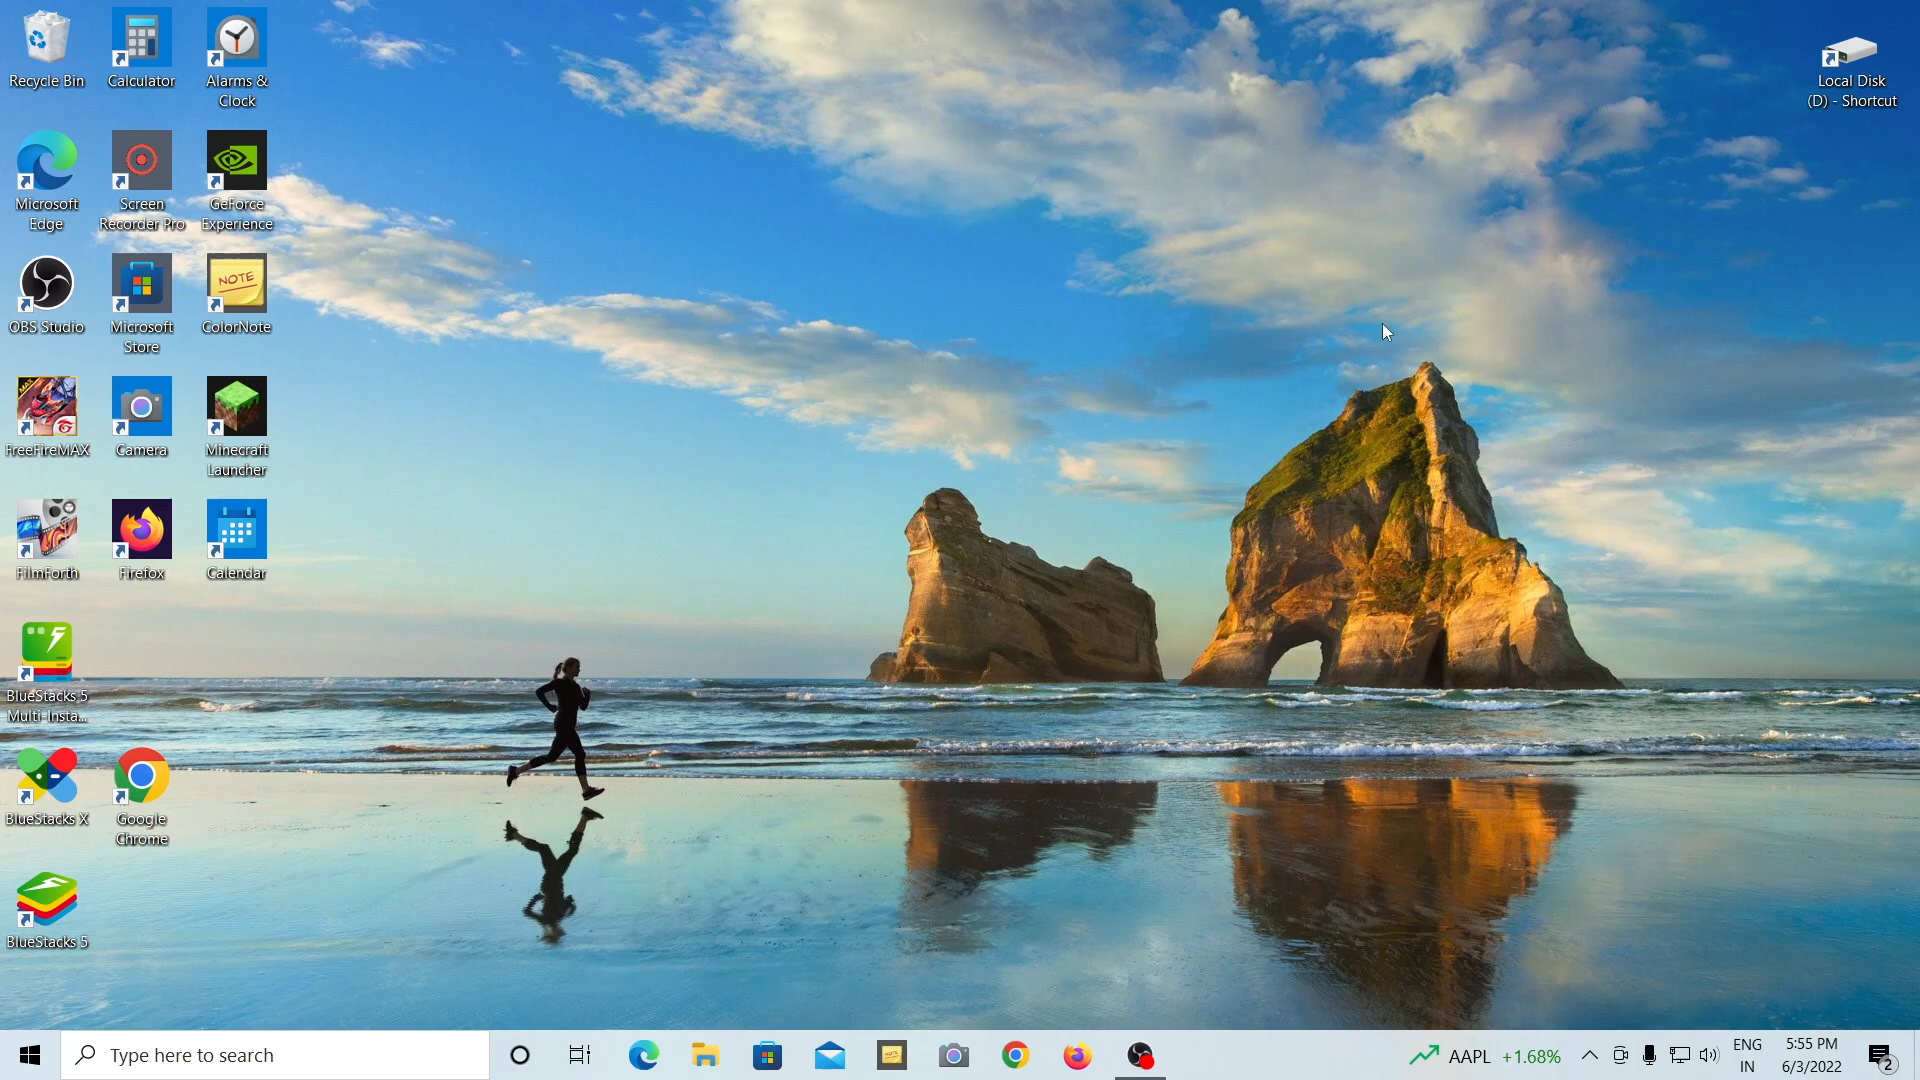 Recycle Bin
Calculator
Alarms &
Clock
Local Disk
(D) - Shortcut
Microsoft
Edge
Screen
Recorder Pro
GeForce
Experience
OBS Studio
Microsoft
Store
NOTE
ColorNote
MAX
FreeFireMAX
Camera
Minecraft
Launcher
FilmForth
Firefox
Calendar
BlueStacks 5
Multi-Insta...
BlueStacks X
Google
Chrome
BlueStacks 5
Type here to search
AAPL +1.68%
ENG
IN
5:55 PM
6/3/2022
2